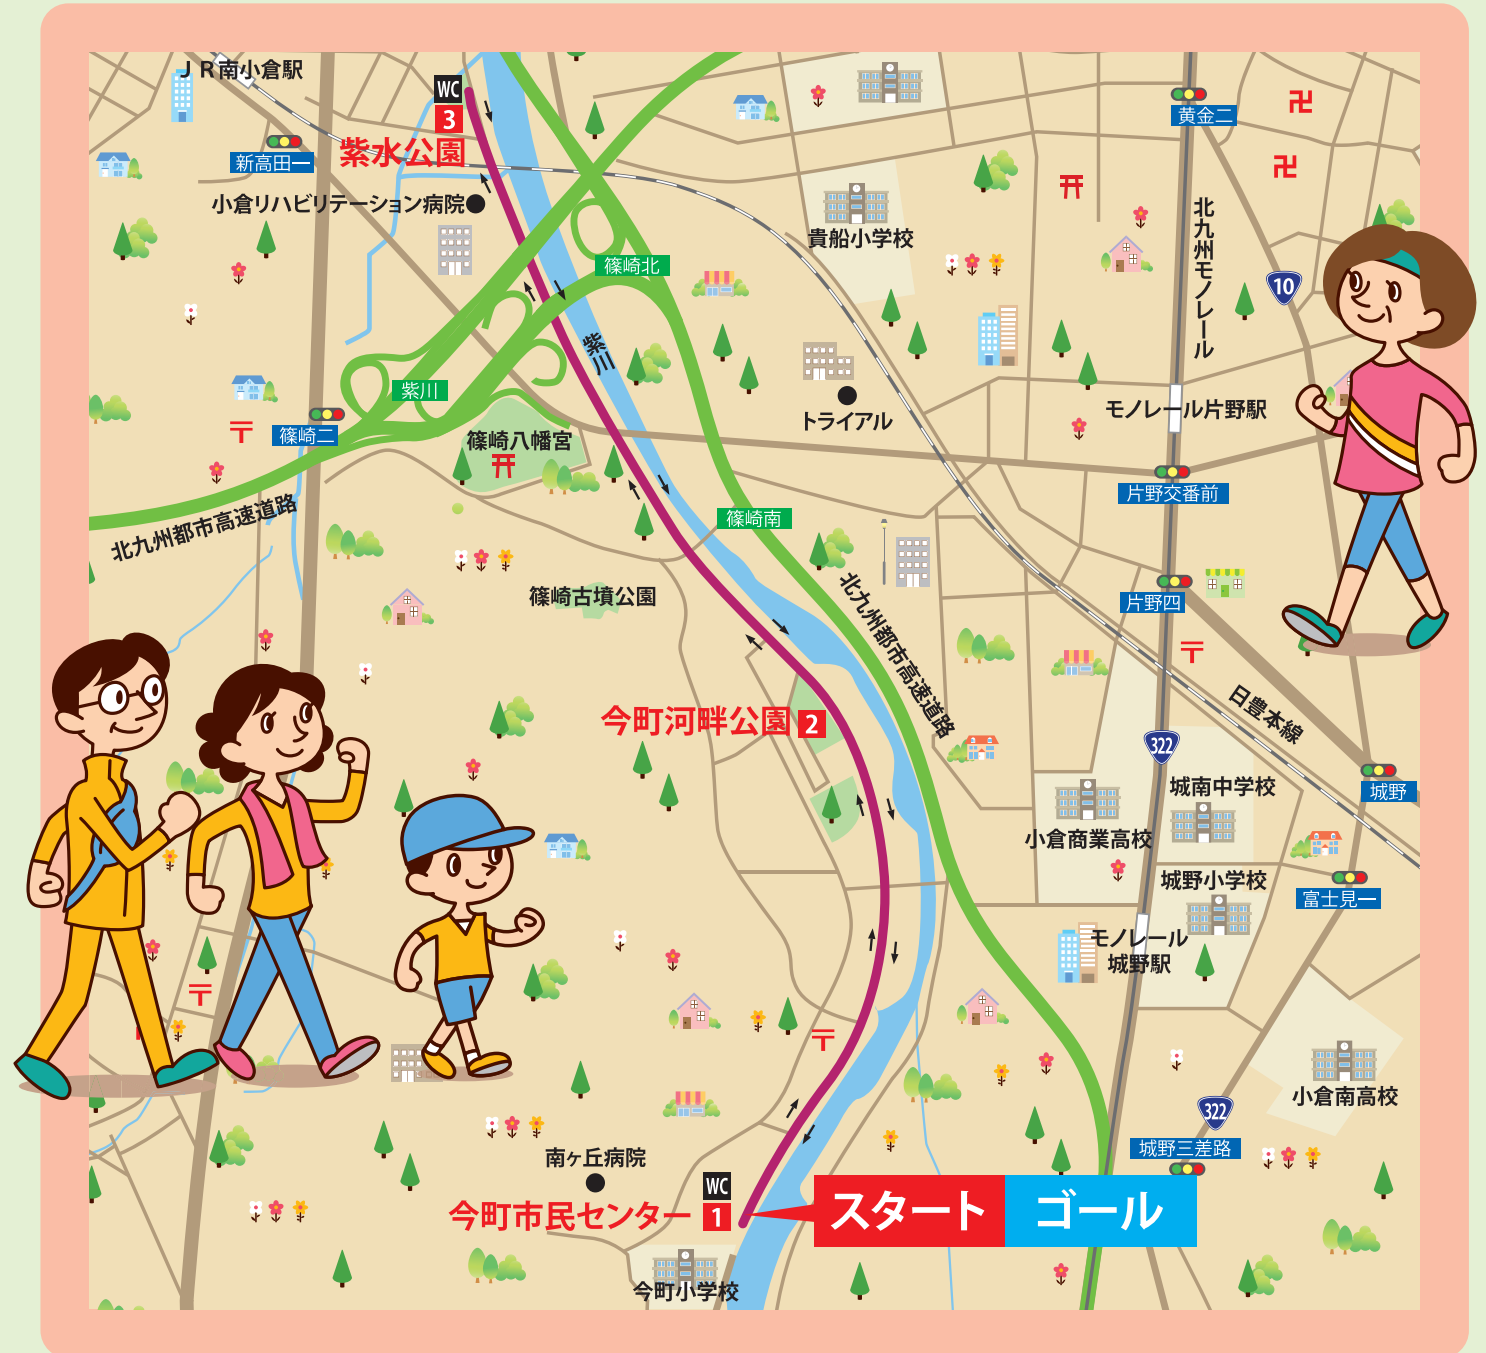 ＪＲ南小倉駅
WC
3
紫水公園
新高田一
小倉リハビリテーション病院
黄金二
貴船小学校
北九州モノレール
篠崎北
10
紫川
紫川
篠崎二
篠崎八幡宮
トライアル
モノレール片野駅
片野交番前
北九州都市高速道路
篠崎南
篠崎古墳公園
片野四
北九州都市高速道路
今町河畔公園
2
日豊本線
322
城野
城南中学校
小倉商業高校
城野小学校
富士見一
モノレール
城野駅
小倉南高校
322
城野三差路
南ヶ丘病院
今町市民センター
WC
1
スタート
ゴール
今町小学校